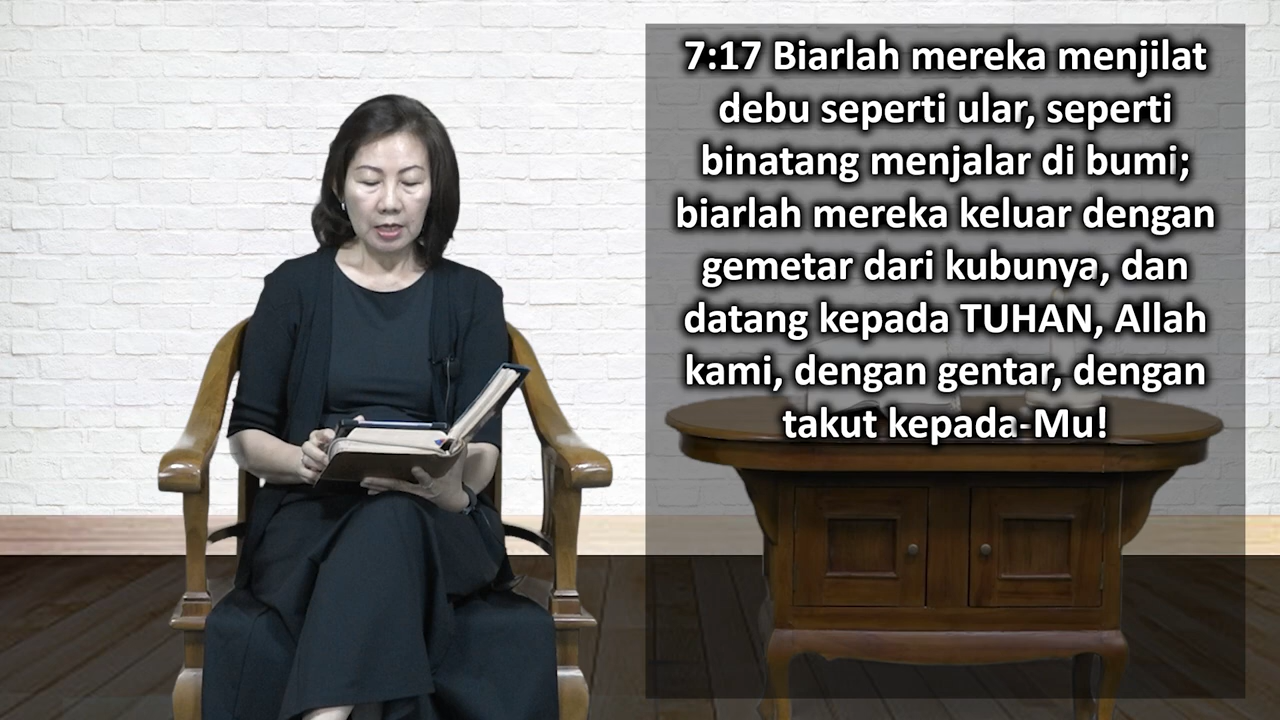 7:17 Biarlah mereka menjilat
debu seperti ular, seperti
binatang menjalar di bumi;
biarlah mereka keluar dengan
gemetar dari kubunya, dan
datang kepada TUHAN, Allah
kami, dengan gentar, dengan
takut kepada-Mu!